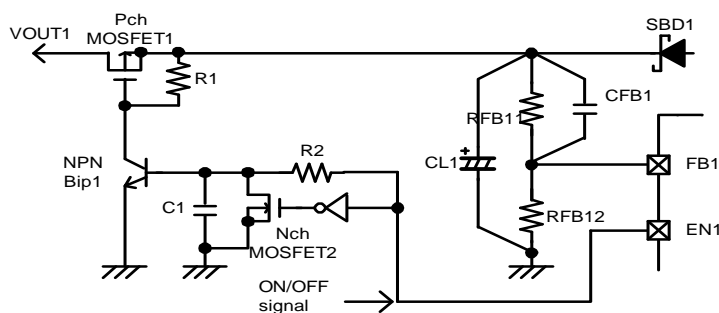 Pch
MOSFET1
VOUT1
SBD1
R1
CFB1
RFB11
R2
NPN
Bip1
CL1
+
FB1
C1
RFB12
Nch
MOSFET2
EN1
ON/OFF
signal